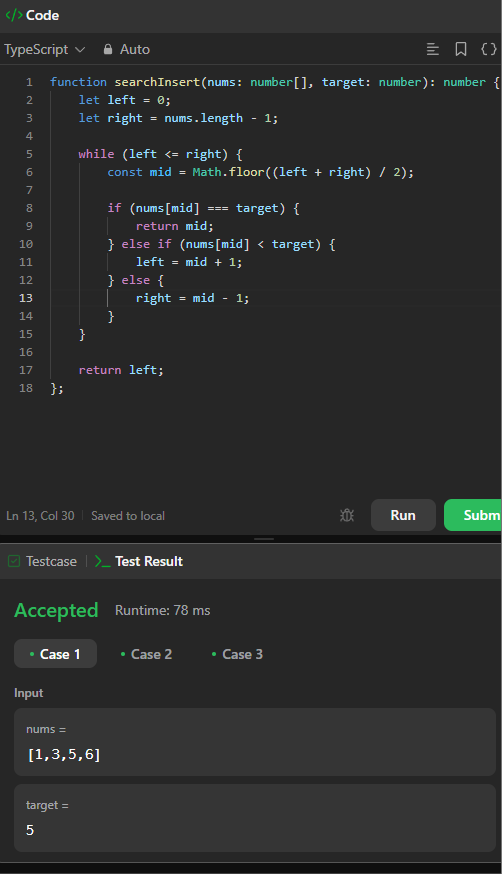 </> Code
TypeScript Auto
1 function searchInsert(nums: number[], target: number): number {
2     let left = 0;
3     let right = nums.length - 1;
4
5     while (left <= right) {
6         const mid = Math.floor((left + right) / 2);
7
8         if (nums[mid] === target) {
9             return mid;
10         } else if (nums[mid] < target) {
11             left = mid + 1;
12         } else {
13             right = mid - 1;
14         }
15     }
16
17     return left;
18 };
Ln 13, Col 30 | Saved to local
Run
Subm
Testcase | >_ Test Result
Accepted Runtime: 78 ms
• Case 1 • Case 2 • Case 3
Input
nums =
[1,3,5,6]
target =
5